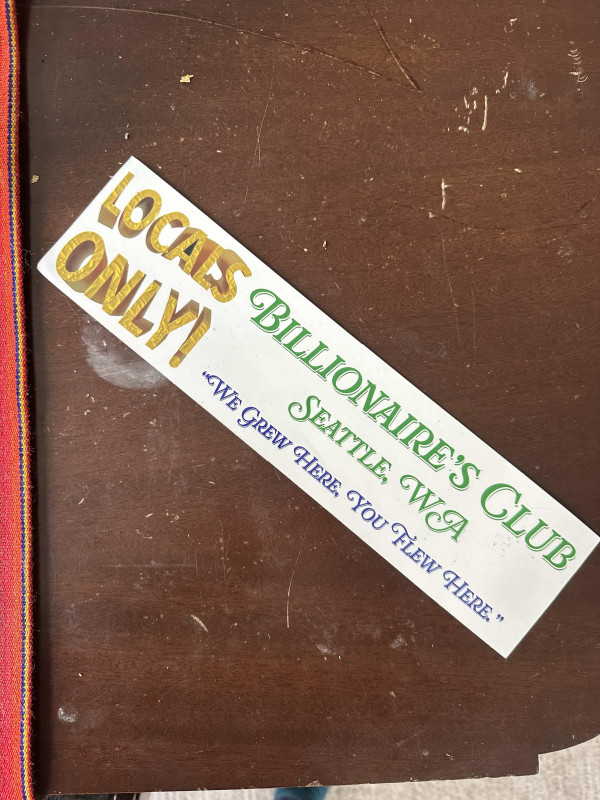 LOCALS
ONLY!
BILLIONAIRE'S CLUB
SEATTLE, WA
"WE GREW HERE, YOU FLEW HERE."